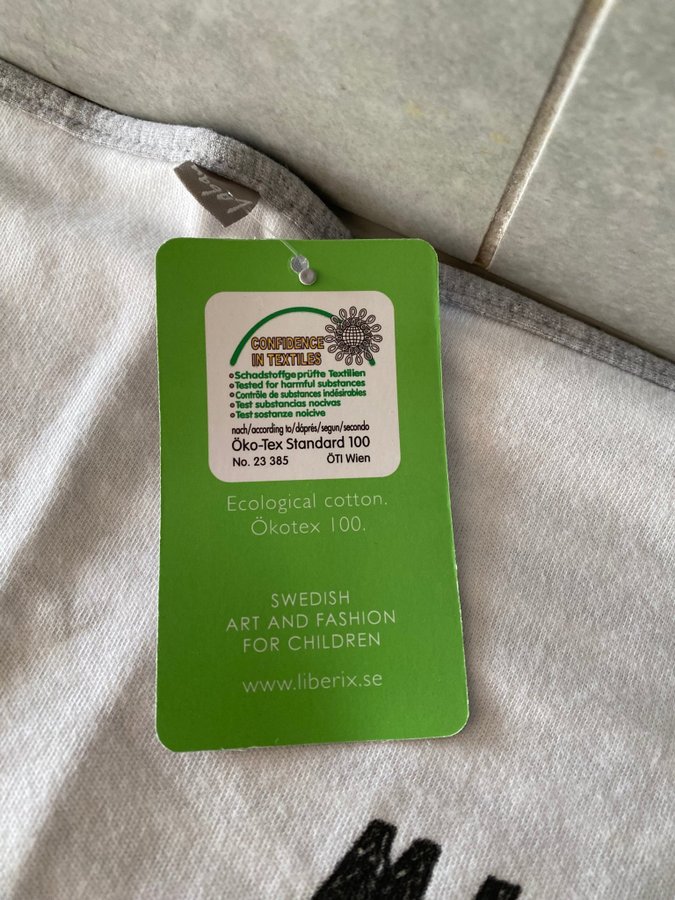 CONFIDENCE
IN TEXTILES
Schadstoffgeprüfte Textilien
Tested for harmful substances
Contrôle de substances indésirables
Test substancias nocivas
Test sostanze noicive
nach/according to/dáprés/segun/secondo
Öko-Tex Standard 100
No. 23 385 ÖTI Wien
Ecological cotton.
Ökotex 100.
SWEDISH
ART AND FASHION
FOR CHILDREN
www.liberix.se